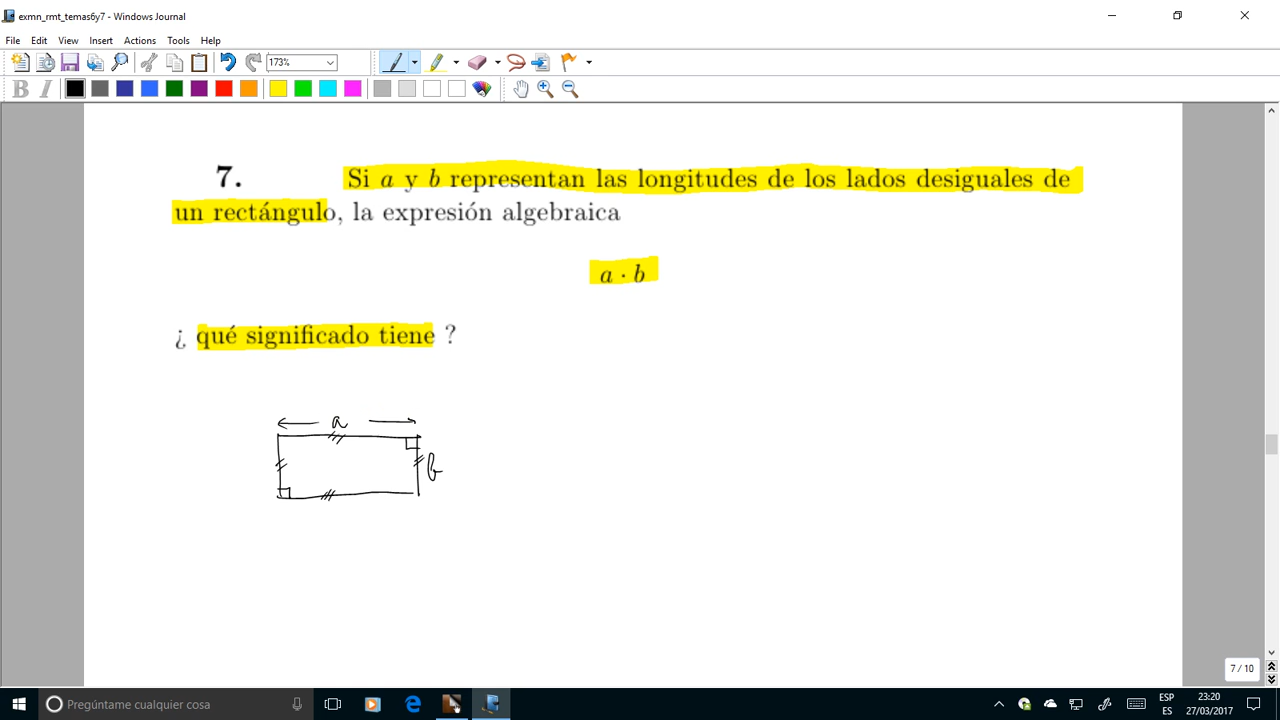 exmn_rmt_temas6y7 - Windows Journal
File Edit View Insert Actions Tools Help
173%
B I
7. Si a y b representan las longitudes de los lados desiguales de
un rectángulo, la expresión algebraica
a · b
¿ qué significado tiene ?
a
b
7 / 10
Pregúntame cualquier cosa
ESP
ES
23:20
27/03/2017